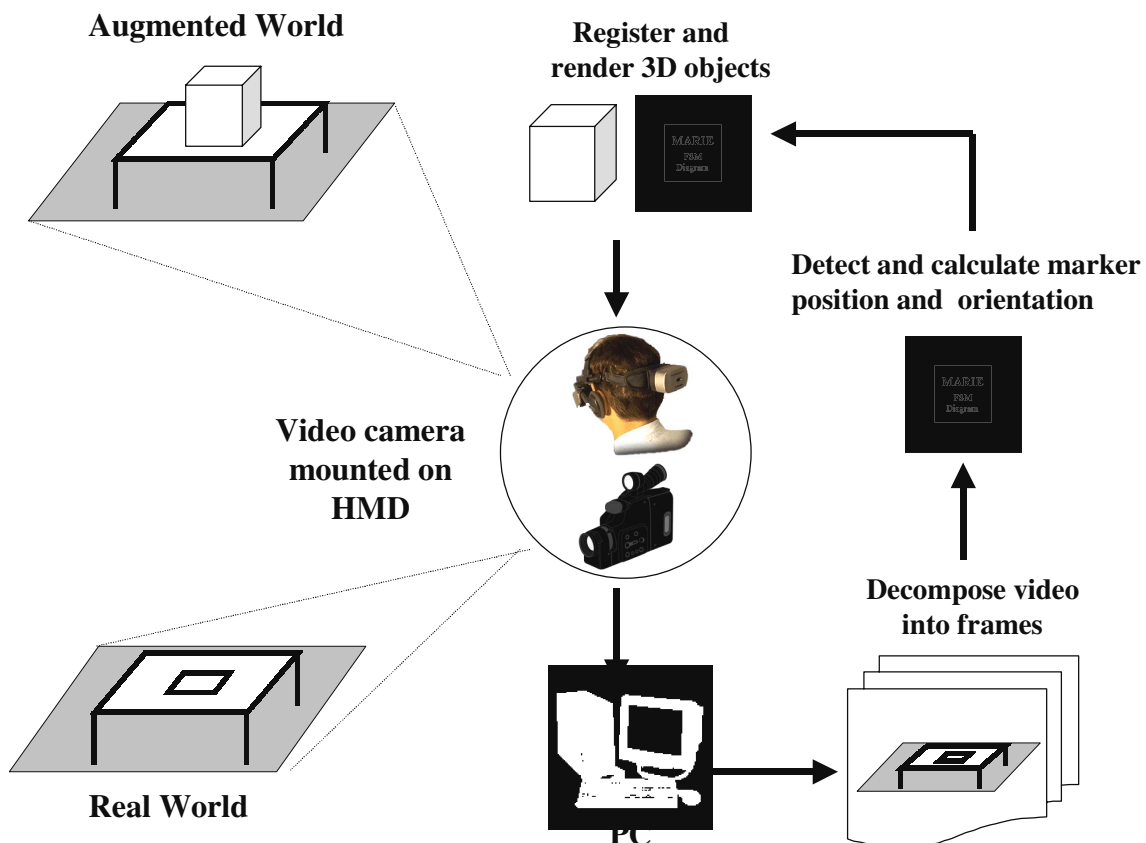 Augmented World
Register and
render 3D objects
MARIE
FSM
Diagram
Detect and calculate marker
position and orientation
MARIE
FSM
Diagram
Video camera
mounted on
HMD
Decompose video
into frames
Real World
PC